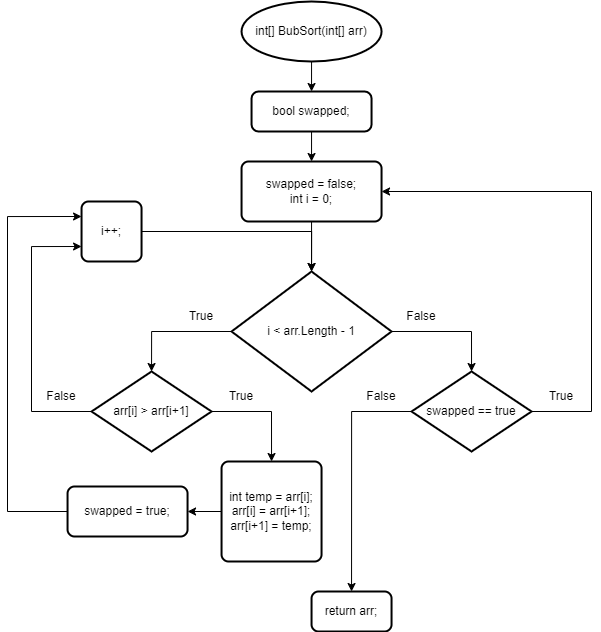 int[] BubSort(int[] arr)
bool swapped;
swapped = false;
int i = 0;
i++;
i < arr.Length - 1
True
False
arr[i] > arr[i+1]
False
True
swapped == true
False
True
int temp = arr[i];
arr[i] = arr[i+1];
arr[i+1] = temp;
swapped = true;
return arr;